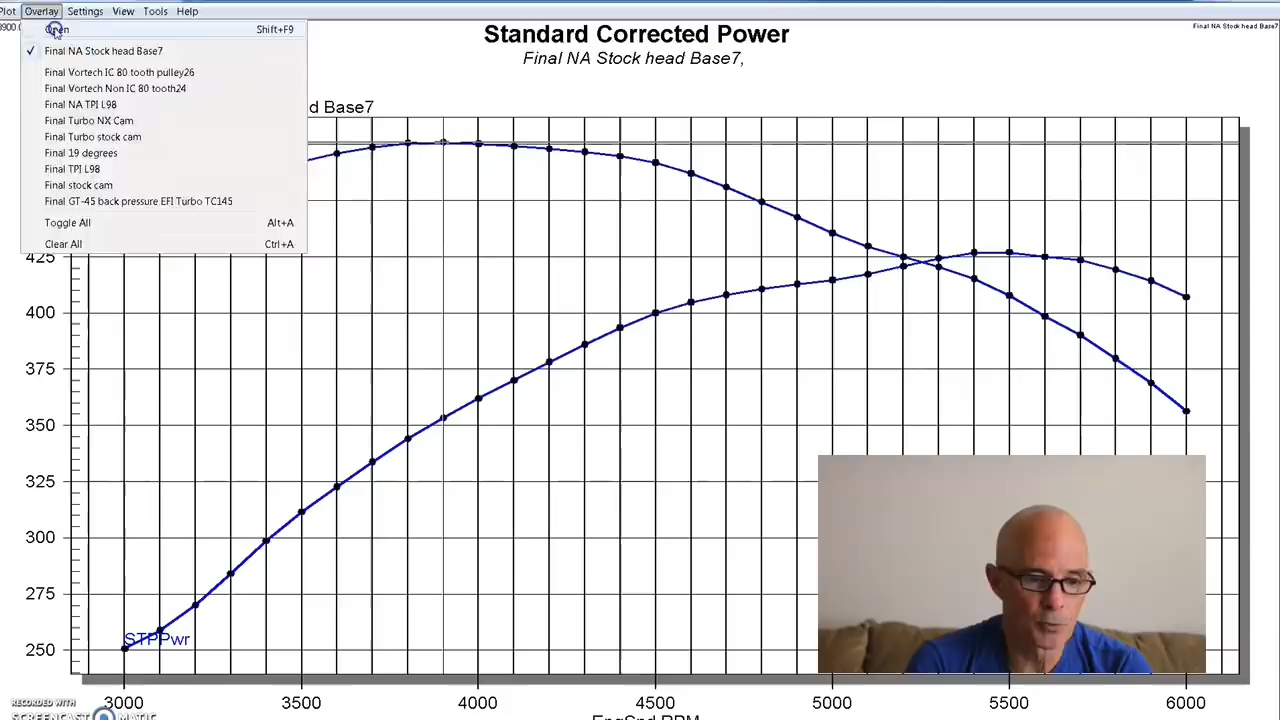 Plot Overlay Settings View Tools Help
Open Shift+F9
3900
Final NA Stock head Base7
Final NA Stock head Base7
Final Vortech IC 80 tooth pulley26
Final Vortech Non IC 80 tooth24
Final NA TPI L98
Final Turbo NX Cam
Final Turbo stock cam
Final 19 degrees
Final TPI L98
Final stock cam
Final GT-45 back pressure EFI Turbo TC145
Toggle All Alt+A
Clear All Ctrl+A
Standard Corrected Power
Final NA Stock head Base7,
d Base7
425
400
375
350
325
300
275
250
STPPwr
3000 3500 4000 4500 5000 5500 6000
EngSpd RPM
RECORDED WITH
SCREENCAST MATIC